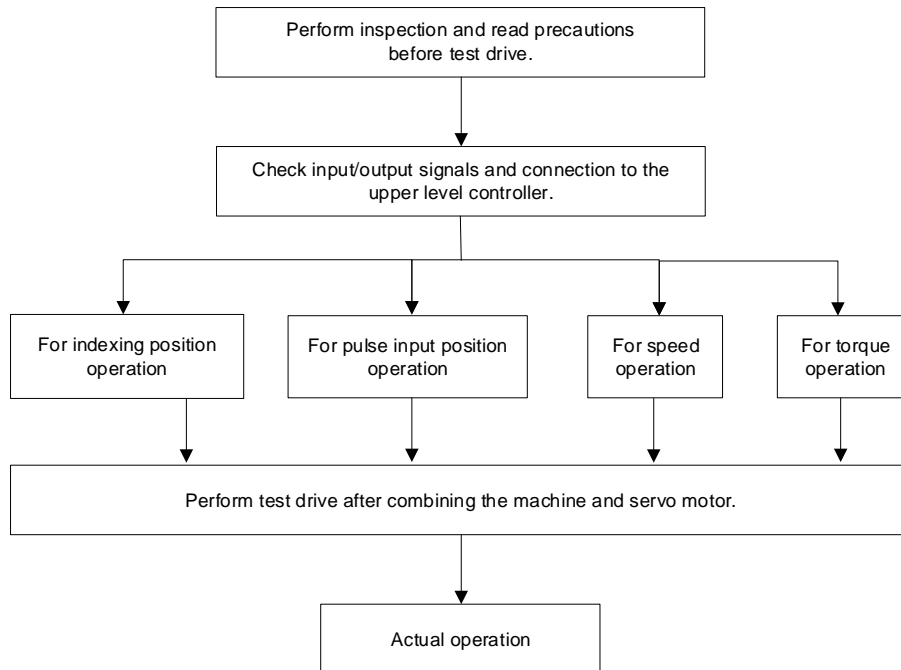 Perform inspection and read precautions
before test drive.
Check input/output signals and connection to the
upper level controller.
For indexing position
operation
For pulse input position
operation
For speed
operation
For torque
operation
Perform test drive after combining the machine and servo motor.
Actual operation